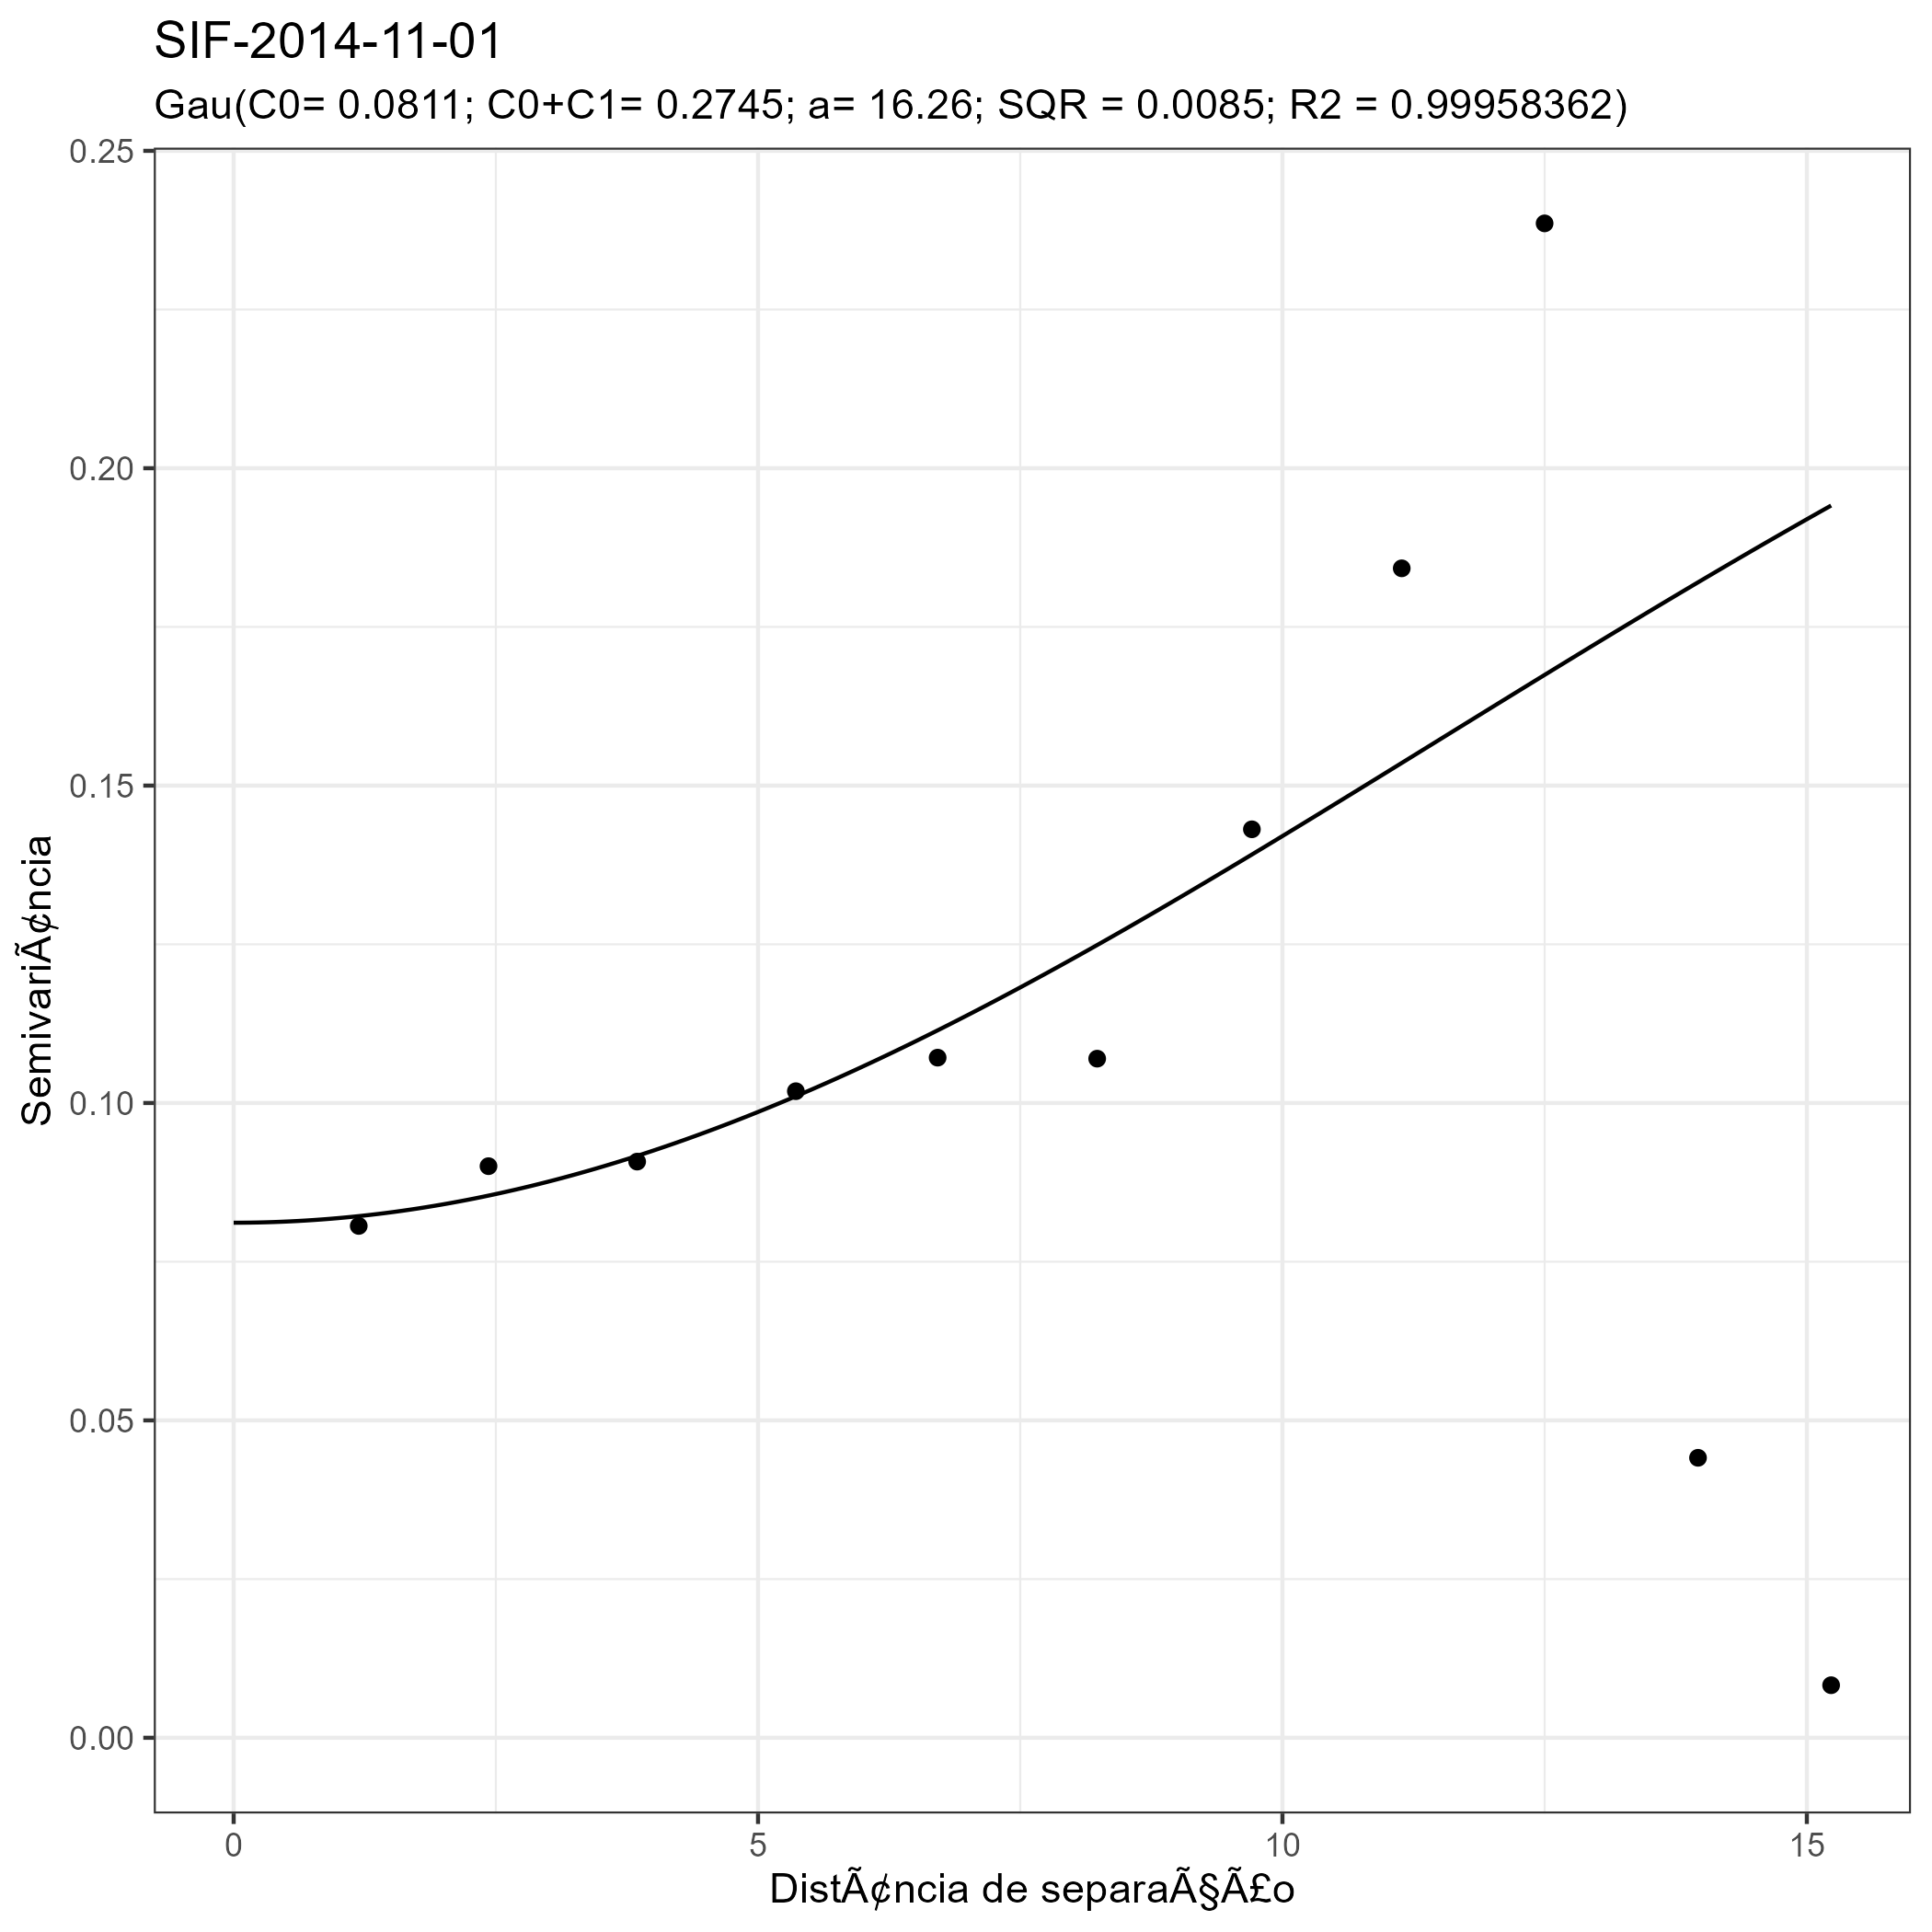 SIF-2014-11-01
Gau(C0= 0.0811; C0+C1= 0.2745; a= 16.26; SQR = 0.0085; R2 = 0.99958362)
0.25
0.20
0.15
0.10
0.05
0.00
SemivariÃ¢ncia
0 5 10 15
DistÃ¢ncia de separaÃ§Ã£o